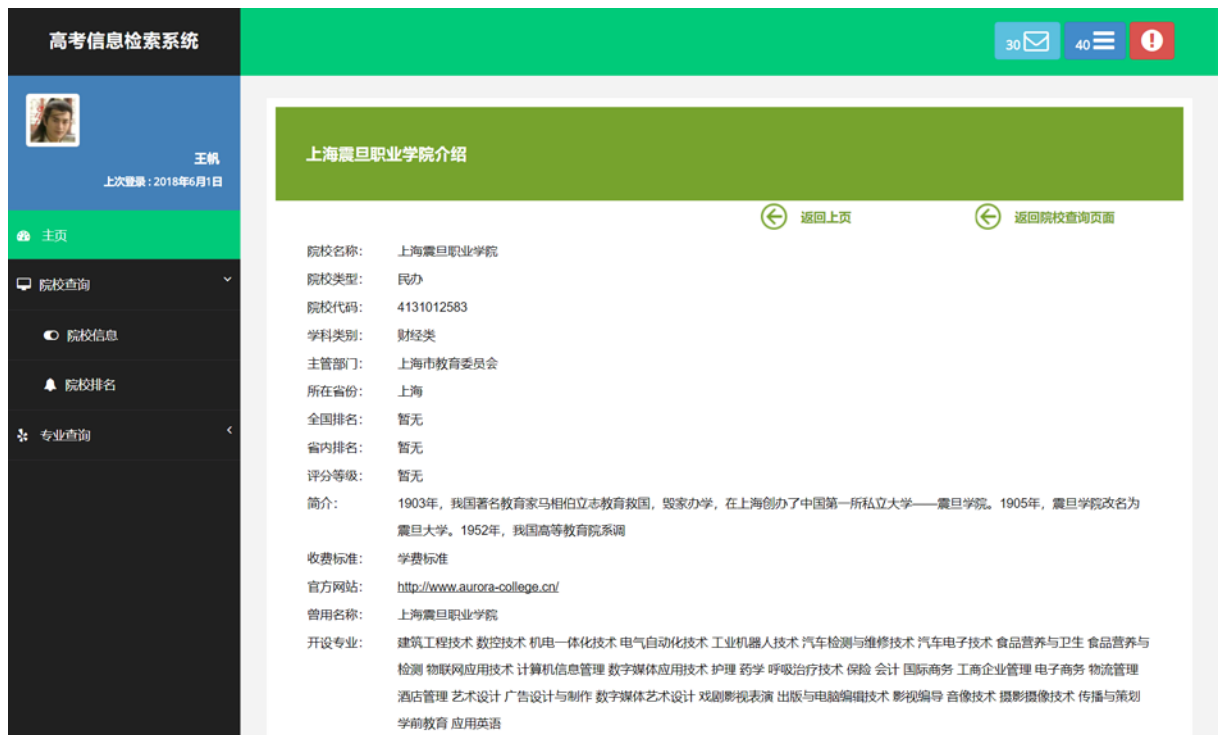 高考信息检索系统
30
40
王帆
上次登录 : 2018年6月1日
主页
院校查询
院校信息
院校排名
专业查询
上海震旦职业学院介绍
返回上页
返回院校查询页面
院校名称： 上海震旦职业学院
院校类型： 民办
院校代码： 4131012583
学科类别： 财经类
主管部门： 上海市教育委员会
所在省份： 上海
全国排名： 暂无
省内排名： 暂无
评分等级： 暂无
简介： 1903年，我国著名教育家马相伯立志教育救国，毁家办学，在上海创办了中国第一所私立大学——震旦学院。1905年，震旦学院改名为
震旦大学。1952年，我国高等教育院系调
收费标准： 学费标准
官方网站： http://www.aurora-college.cn/
曾用名称： 上海震旦职业学院
开设专业： 建筑工程技术 数控技术 机电一体化技术 电气自动化技术 工业机器人技术 汽车检测与维修技术 汽车电子技术 食品营养与卫生 食品营养与
检测 物联网应用技术 计算机信息管理 数字媒体应用技术 护理 药学 呼吸治疗技术 保险 会计 国际商务 工商企业管理 电子商务 物流管理
酒店管理 艺术设计 广告设计与制作 数字媒体艺术设计 戏剧影视表演 出版与电脑编辑技术 影视编导 音像技术 摄影摄像技术 传播与策划
学前教育 应用英语